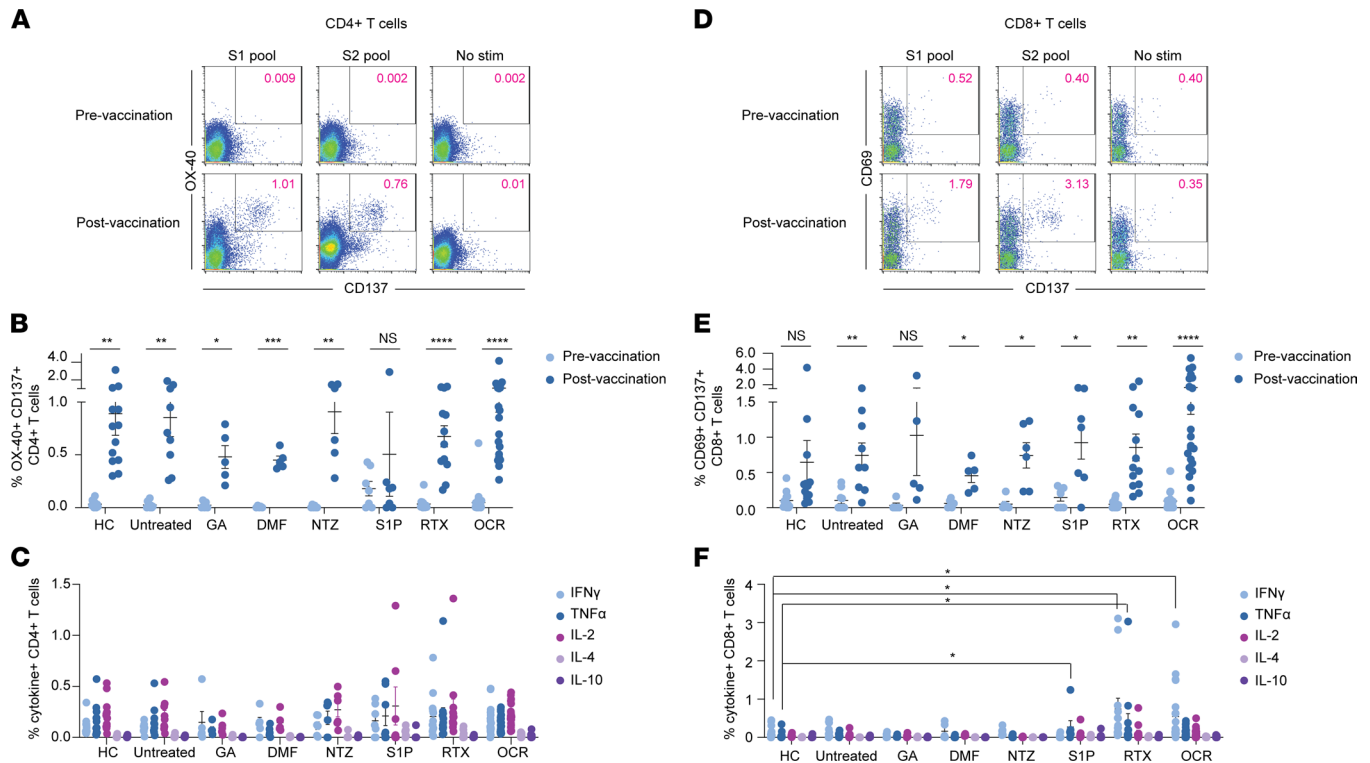 A
CD4+ T cells
S1 pool
S2 pool
No stim
Pre-vaccination
0.009
0.002
0.002
OX-40
Post-vaccination
1.01
0.76
0.01
CD137
D
CD8+ T cells
S1 pool
S2 pool
No stim
Pre-vaccination
0.52
0.40
0.40
CD69
Post-vaccination
1.79
3.13
0.35
CD137
B
** ** * *** ** NS **** ****
% OX-40+ CD137+
CD4+ T cells
4.0
2.0
1.0
0.5
0.0
HC Untreated GA DMF NTZ S1P RTX OCR
Pre-vaccination
Post-vaccination
E
NS ** NS * * * ** ****
% CD69+ CD137+
CD8+ T cells
6.0
4.0
2.0
1.5
1.0
0.5
0.0
HC Untreated GA DMF NTZ S1P RTX OCR
Pre-vaccination
Post-vaccination
C
% cytokine+ CD4+ T cells
1.5
1.0
0.5
0.0
HC Untreated GA DMF NTZ S1P RTX OCR
IFNγ
TNFα
IL-2
IL-4
IL-10
F
% cytokine+ CD8+ T cells
4
3
2
1
0
*
*
*
*
HC Untreated GA DMF NTZ S1P RTX OCR
IFNγ
TNFα
IL-2
IL-4
IL-10